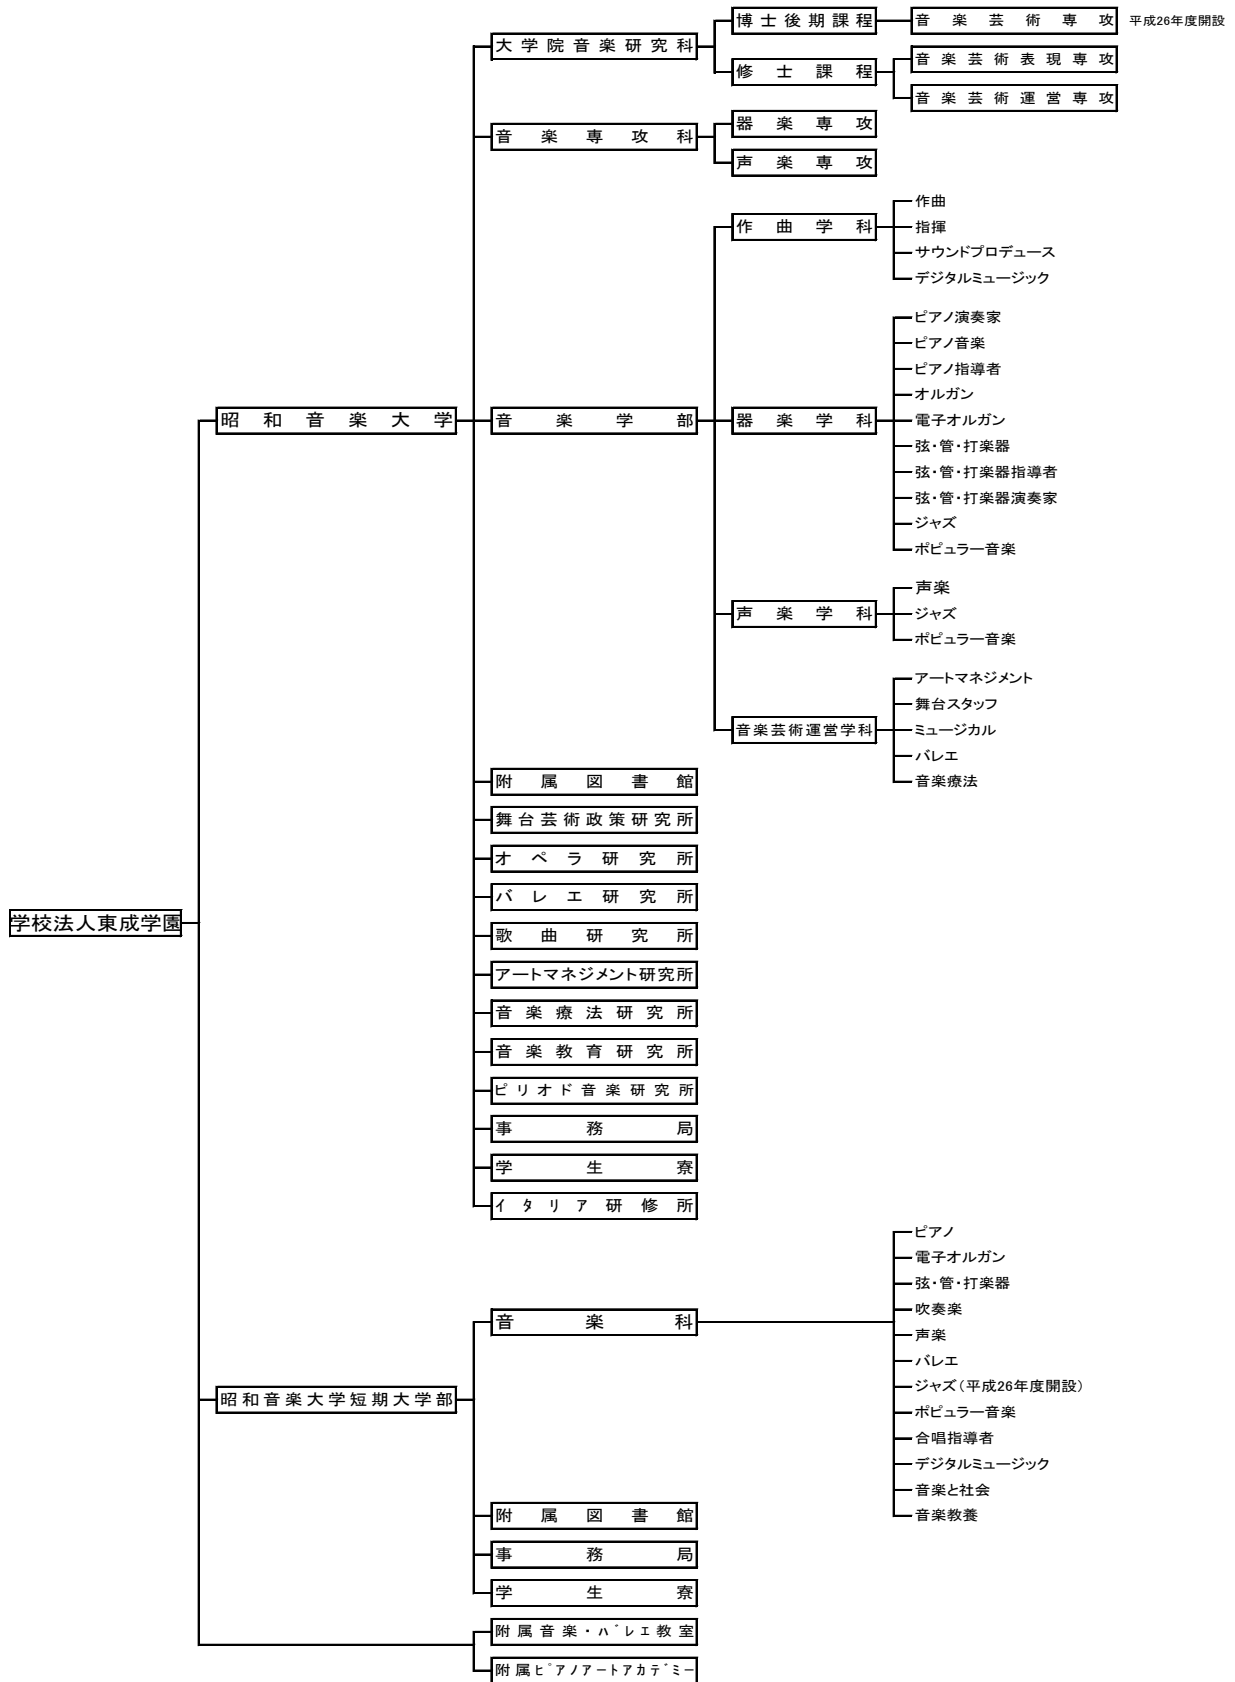 博士後期課程 音楽芸術専攻 平成26年度開設
大学院音楽研究科
修士課程 音楽芸術表現専攻
音楽芸術運営専攻
器楽専攻
音楽専攻科
声楽専攻
作曲
作曲学科 指揮
サウンドプロデュース
デジタルミュージック
ピアノ演奏家
ピアノ音楽
ピアノ指導者
オルガン
昭和音楽大学 音楽学部 器楽学科 電子オルガン
弦・管・打楽器
弦・管・打楽器指導者
弦・管・打楽器演奏家
ジャズ
ポピュラー音楽
声楽
声楽学科 ジャズ
ポピュラー音楽
アートマネジメント
舞台スタッフ
音楽芸術運営学科 ミュージカル
バレエ
附属図書館 音楽療法
舞台芸術政策研究所
オペラ研究所
バレエ研究所
学校法人東成学園
歌曲研究所
アートマネジメント研究所
音楽療法研究所
音楽教育研究所
ピリオド音楽研究所
事務局
学生寮
イタリア研修所
ピアノ
電子オルガン
弦・管・打楽器
吹奏楽
音楽科
声楽
バレエ
昭和音楽大学短期大学部 ジャズ(平成26年度開設)
ポピュラー音楽
合唱指導者
デジタルミュージック
音楽と社会
附属図書館 音楽教養
事務局
学生寮
附属音楽・バレエ教室
附属ピアノアートアカデミー